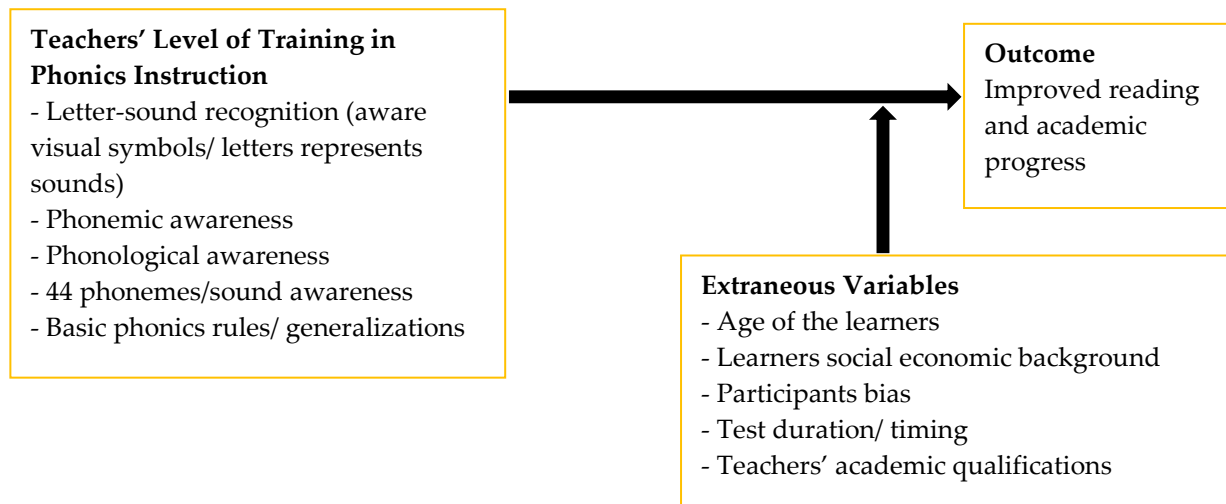 Teachers’ Level of Training in
Phonics Instruction
- Letter-sound recognition (aware
visual symbols/ letters represents
sounds)
- Phonemic awareness
- Phonological awareness
- 44 phonemes/sound awareness
- Basic phonics rules/ generalizations
Outcome
Improved reading
and academic
progress
Extraneous Variables
- Age of the learners
- Learners social economic background
- Participants bias
- Test duration/ timing
- Teachers’ academic qualifications